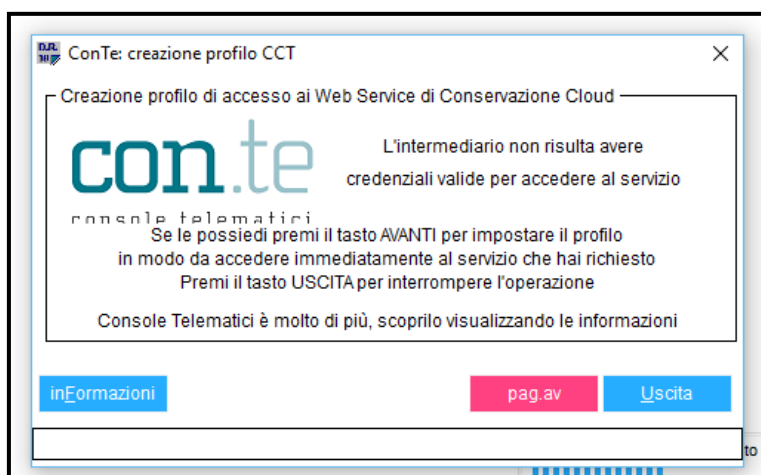 D.R.
ConTe: creazione profilo CCT
Creazione profilo di accesso ai Web Service di Conservazione Cloud
con.te
console telematici
L'intermediario non risulta avere
credenziali valide per accedere al servizio
Se le possiedi premi il tasto AVANTI per impostare il profilo
in modo da accedere immediatamente al servizio che hai richiesto
Premi il tasto USCITA per interrompere l'operazione
Console Telematici è molto di più, scoprilo visualizzando le informazioni
inFormazioni
pag.av
Uscita
to